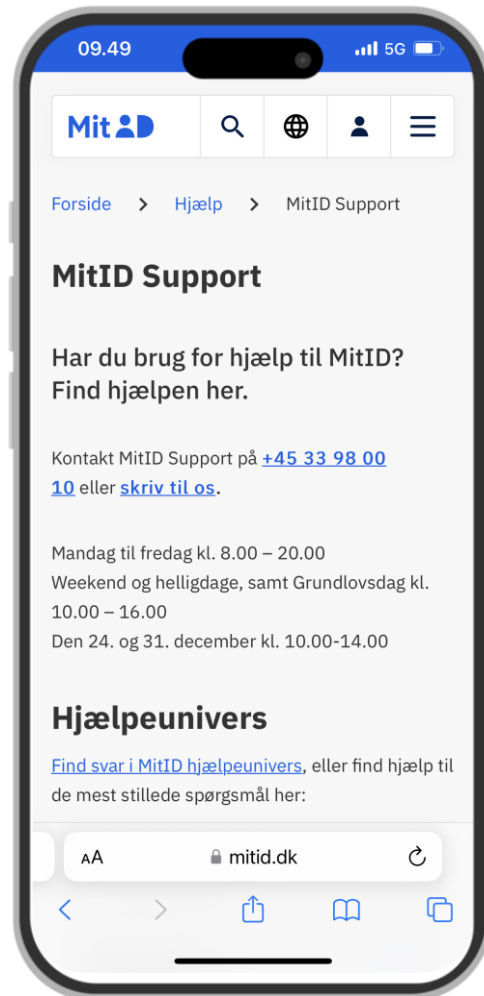 09.49 5G
MitID
Forside > Hjælp > MitID Support
MitID Support
Har du brug for hjælp til MitID?
Find hjælpen her.
Kontakt MitID Support på +45 33 98 00
10 eller skriv til os.
Mandag til fredag kl. 8.00 – 20.00
Weekend og helligdage, samt Grundlovsdag kl.
10.00 – 16.00
Den 24. og 31. december kl. 10.00-14.00
Hjælpeunivers
Find svar i MitID hjælpeunivers, eller find hjælp til
de mest stillede spørgsmål her:
AA mitid.dk